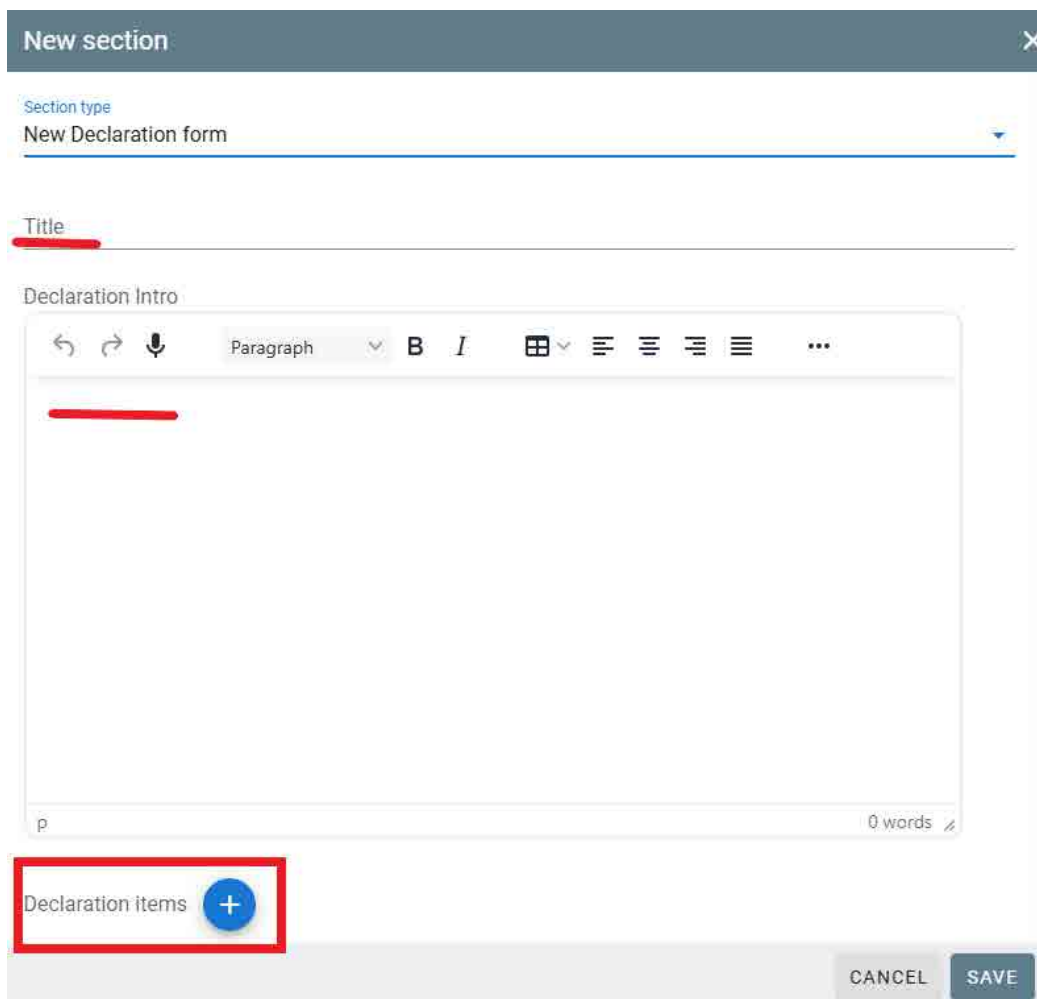 New section
Section type
New Declaration form
Title
Declaration Intro
Paragraph B I
p 0 words
Declaration items
CANCEL SAVE